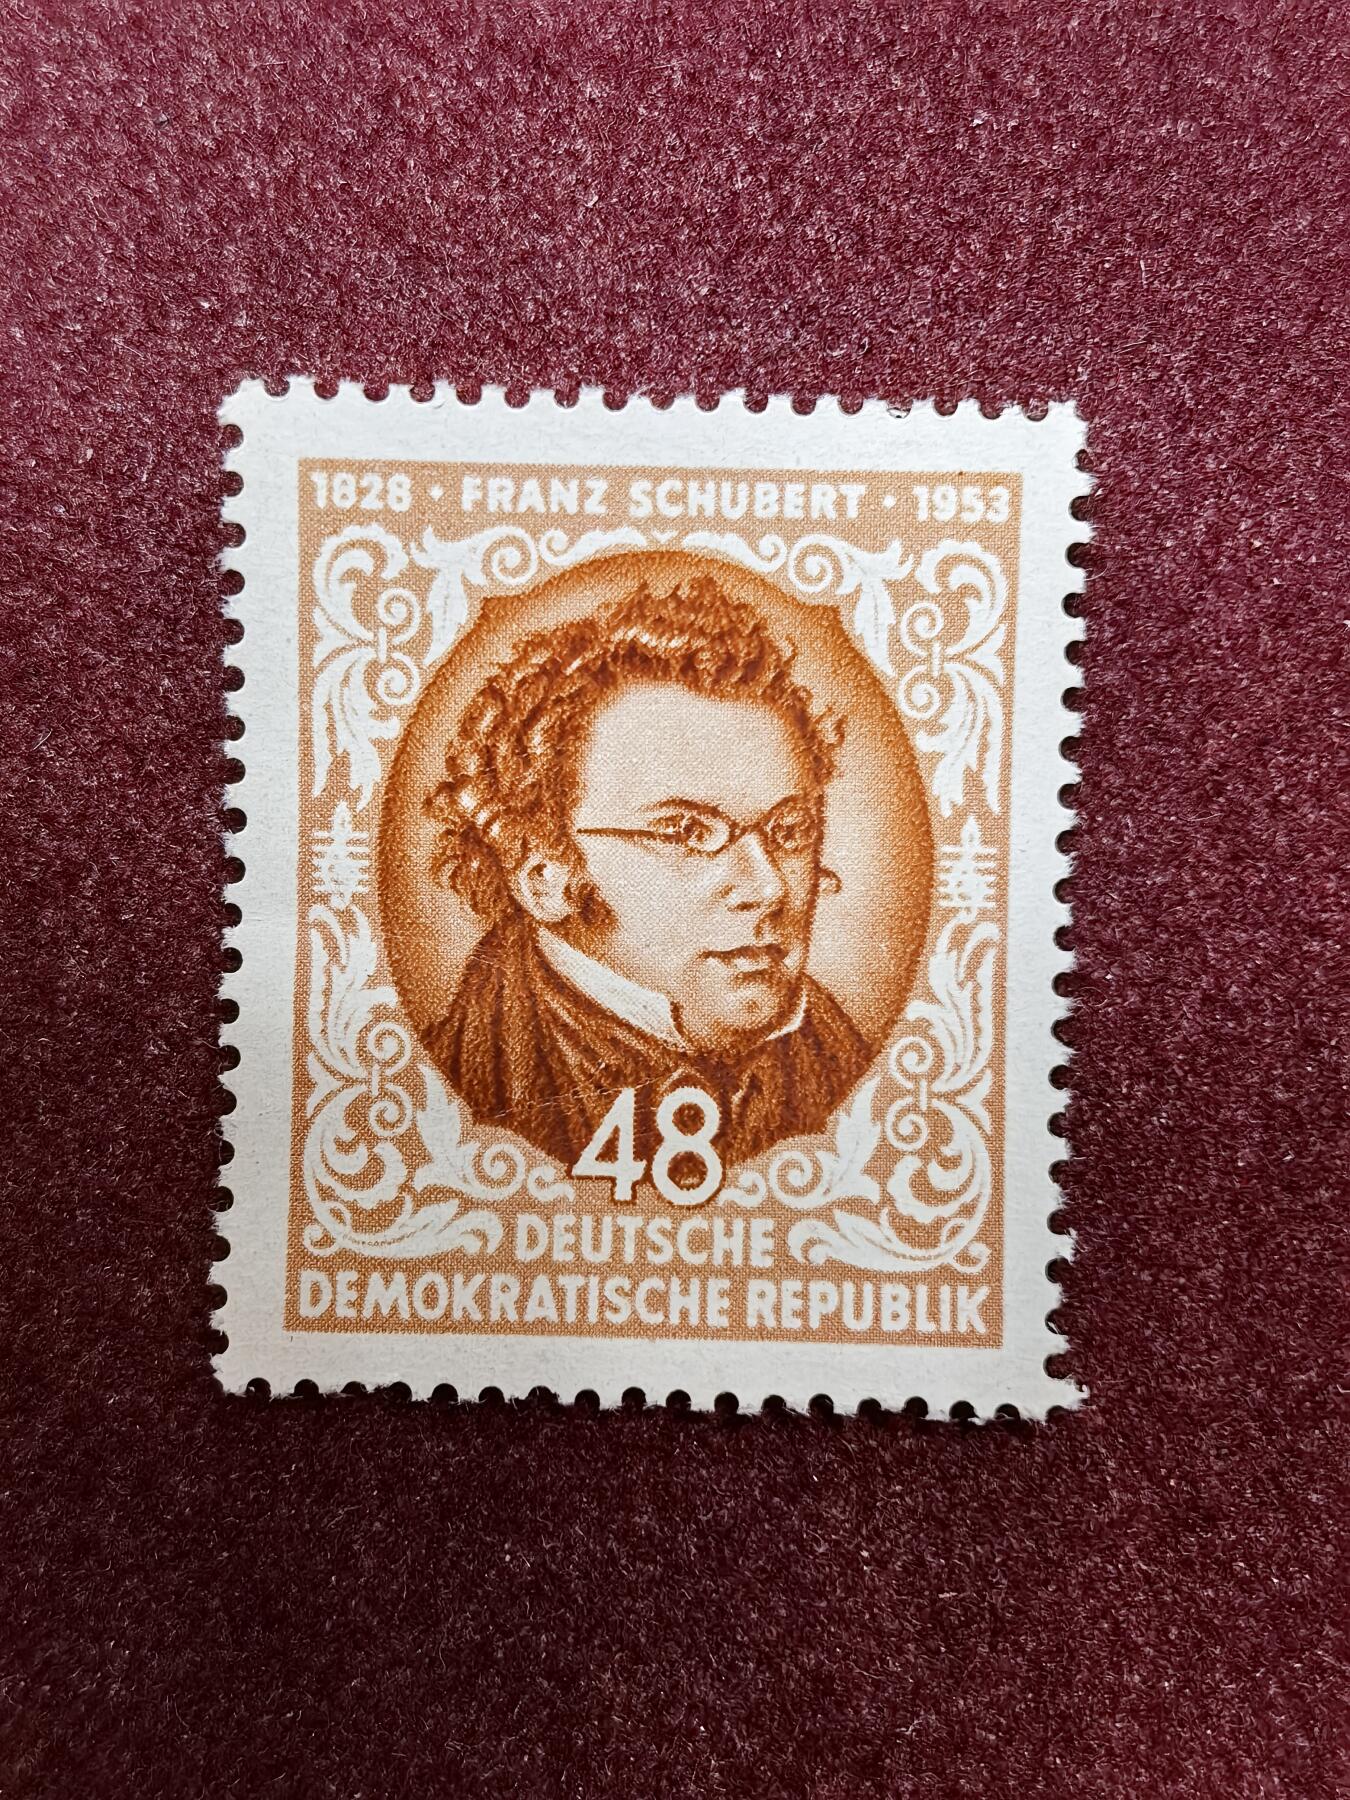 1828 · FRANZ SCHUBERT · 1953
48
DEUTSCHE
DEMOKRATISCHE REPUBLIK